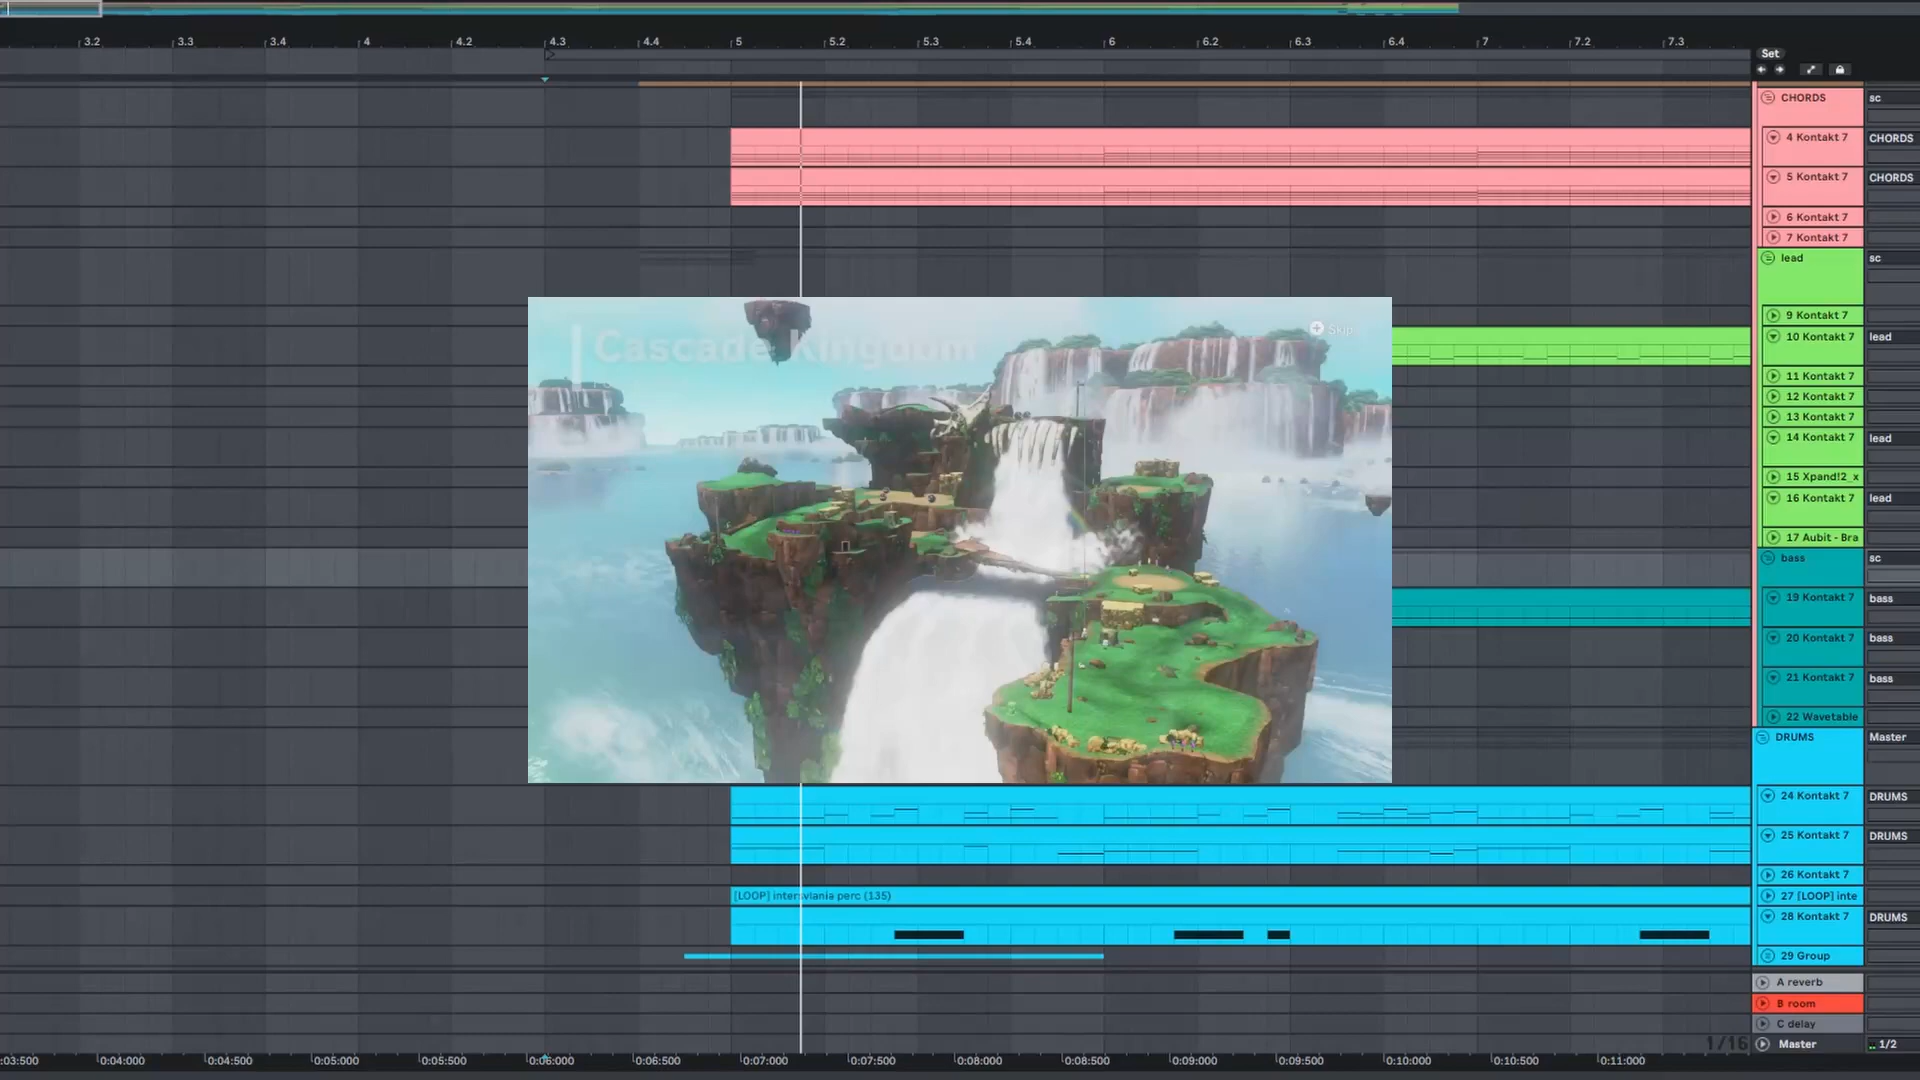 3.2 3.3 3.4 4 4.2 4.3 4.4 5 5.2 5.3 5.4 6 6.2 6.3 6.4 7 7.2 7.3
Set
CHORDS sc
4 Kontakt 7 CHORDS
5 Kontakt 7 CHORDS
6 Kontakt 7
7 Kontakt 7
lead sc
9 Kontakt 7
Cascade Kingdom
Skip
10 Kontakt 7 lead
11 Kontakt 7
12 Kontakt 7
13 Kontakt 7
14 Kontakt 7 lead
15 Xpand!2_x
16 Kontakt 7 lead
17 Aubit - Bra
bass sc
19 Kontakt 7 bass
20 Kontakt 7 bass
21 Kontakt 7 bass
22 Wavetable
DRUMS Master
24 Kontakt 7 DRUMS
25 Kontakt 7 DRUMS
26 Kontakt 7
[LOOP] intersvlania perc (135) 27 [LOOP] inte
28 Kontakt 7 DRUMS
29 Group
A reverb
B room
C delay
1/16 Master 1/2
:03:500 0:04:000 0:04:500 0:05:000 0:05:500 0:06:000 0:06:500 0:07:000 0:07:500 0:08:000 0:08:500 0:09:000 0:09:500 0:10:000 0:10:500 0:11:000